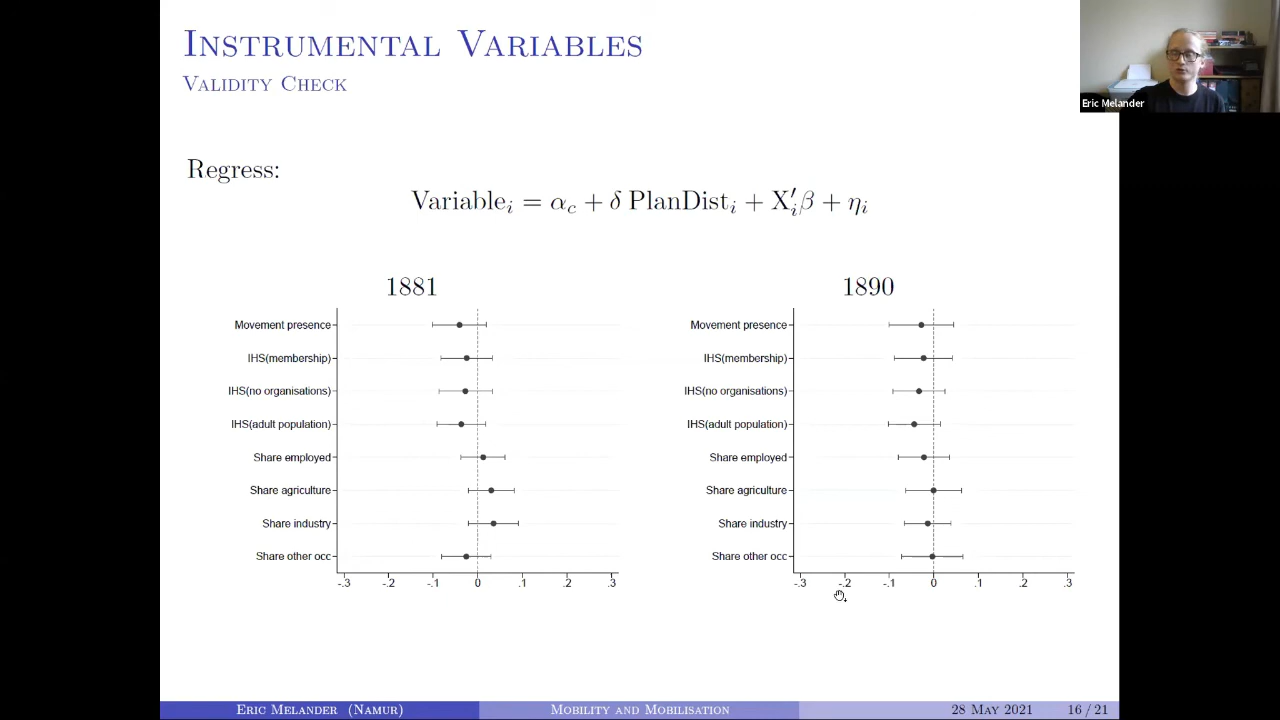 INSTRUMENTAL VARIABLES
VALIDITY CHECK
Eric Melander
Regress:
Variable_i = α_c + δ PlanDist_i + X′_iβ + η_i
1881
Movement presence
IHS(membership)
IHS(no organisations)
IHS(adult population)
Share employed
Share agriculture
Share industry
Share other occ
-.3 -.2 -.1 0 .1 .2 .3
1890
Movement presence
IHS(membership)
IHS(no organisations)
IHS(adult population)
Share employed
Share agriculture
Share industry
Share other occ
-.3 -.2 -.1 0 .1 .2 .3
ERIC MELANDER (NAMUR) MOBILITY AND MOBILISATION 28 MAY 2021 16 / 21